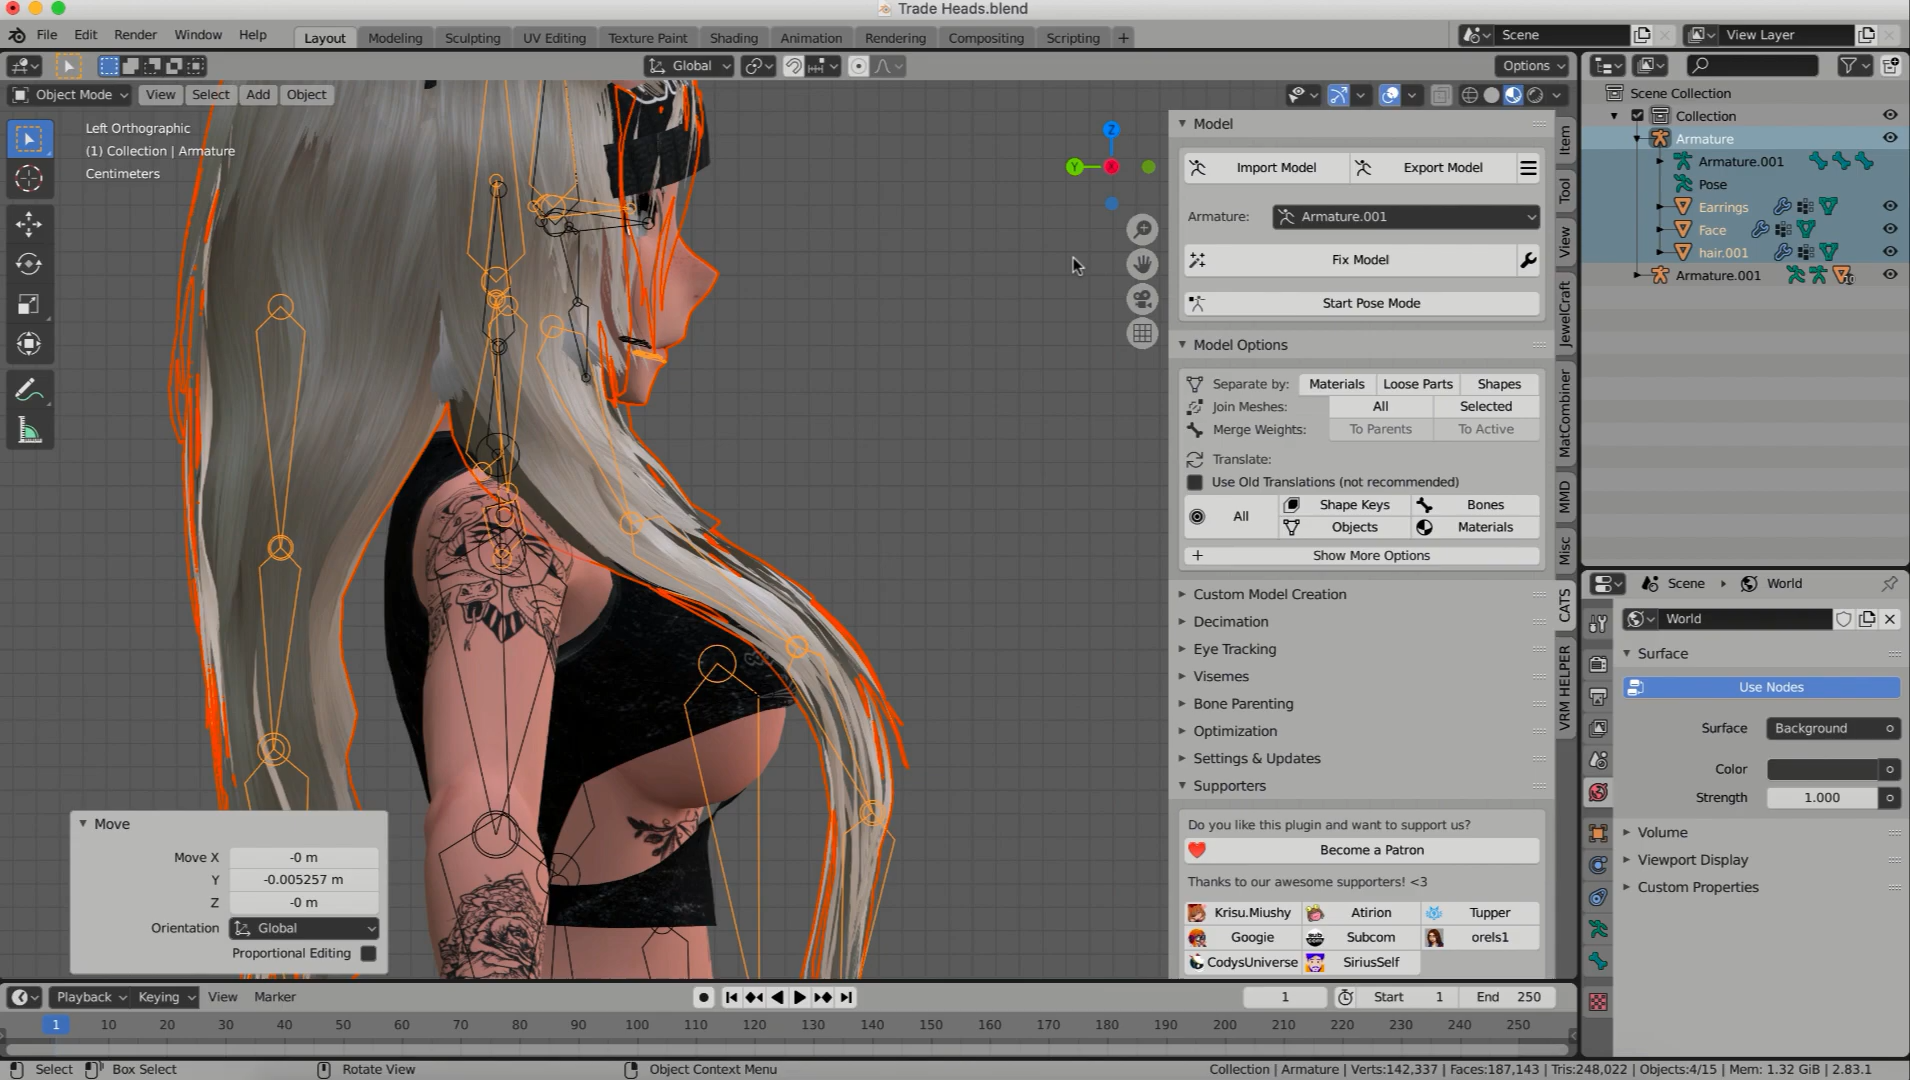 Trade Heads.blend
File Edit Render Window Help Layout Modeling Sculpting UV Editing Texture Paint Shading Animation Rendering Compositing Scripting + Scene View Layer
Global Options
Object Mode View Select Add Object
Left Orthographic
(1) Collection | Armature
Centimeters
Z
Y
X
Model
Import Model Export Model
Armature: Armature.001
Fix Model
Start Pose Mode
Model Options
Separate by: Materials Loose Parts Shapes
Join Meshes: All Selected
Merge Weights: To Parents To Active
Translate:
Use Old Translations (not recommended)
All Shape Keys Bones
Objects Materials
Show More Options
Custom Model Creation
Decimation
Eye Tracking
Visemes
Bone Parenting
Optimization
Settings & Updates
Supporters
Do you like this plugin and want to support us?
Become a Patron
Thanks to our awesome supporters! <3
Krisu.Miushy Atirion Tupper
Googie Subcom orels1
CodysUniverse SiriusSelf
Item
Tool
View
JewelCraft
MatCombiner
MMD
Misc
CATS
VRM HELPER
Scene Collection
Collection
Armature
Armature.001
Pose
Earrings
Face
hair.001
Armature.001
Scene World
World
Surface
Use Nodes
Surface Background
Color
Strength 1.000
Volume
Viewport Display
Custom Properties
Move
Move X -0 m
Y -0.005257 m
Z -0 m
Orientation Global
Proportional Editing
Playback Keying View Marker 1 Start 1 End 250
1 10 20 30 40 50 60 70 80 90 100 110 120 130 140 150 160 170 180 190 200 210 220 230 240 250
Select Box Select Rotate View Object Context Menu Collection | Armature | Verts:142,337 | Faces:187,143 | Tris:248,022 | Objects:4/15 | Mem: 1.32 GiB | 2.83.1